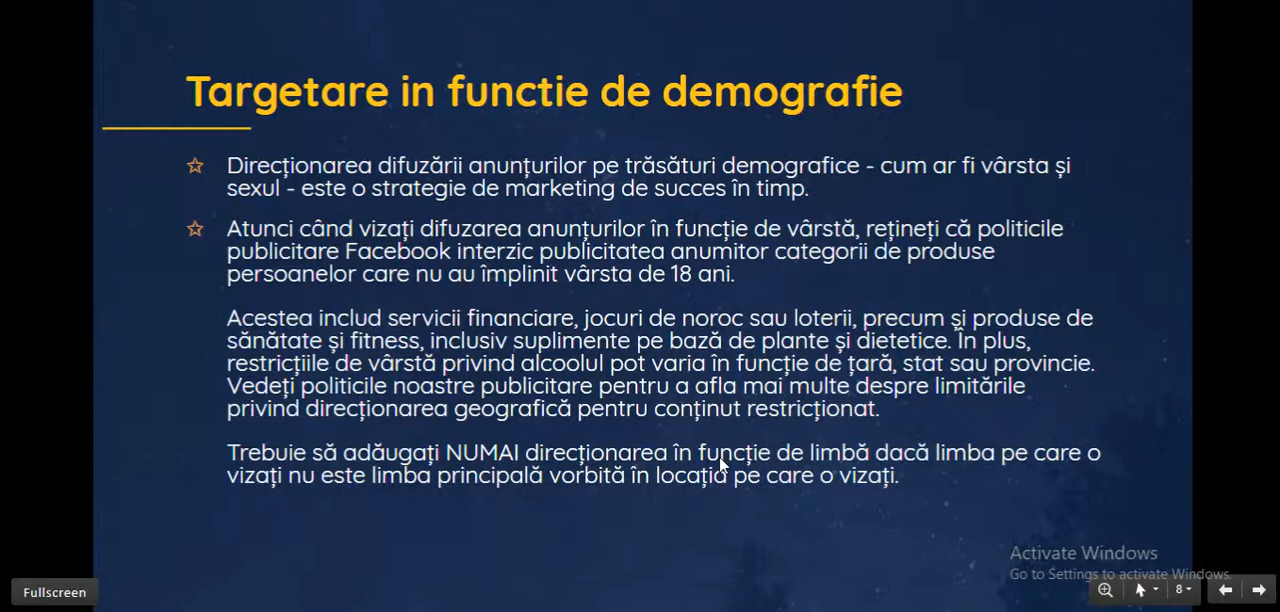 Targetare in functie de demografie
Direcționarea difuzării anunțurilor pe trăsături demografice - cum ar fi vârsta și
sexul - este o strategie de marketing de succes în timp.
Atunci când vizați difuzarea anunțurilor în funcție de vârstă, rețineți că politicile
publicitare Facebook interzic publicitatea anumitor categorii de produse
persoanelor care nu au împlinit vârsta de 18 ani.
Acestea includ servicii financiare, jocuri de noroc sau loterii, precum și produse de
sănătate și fitness, inclusiv suplimente pe bază de plante și dietetice. În plus,
restricțiile de vârstă privind alcoolul pot varia în funcție de țară, stat sau provincie.
Vedeți politicile noastre publicitare pentru a afla mai multe despre limitările
privind direcționarea geografică pentru conținut restricționat.
Trebuie să adăugați NUMAI direcționarea în funcție de limbă dacă limba pe care o
vizați nu este limba principală vorbită în locația pe care o vizați.
Activate Windows
Go to Settings to activate Windows.
Fullscreen
8